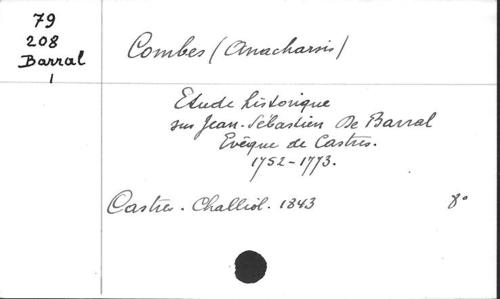 79
208
Barral
1
Combes (Anacharsis)
Etude historique
sur Jean-Sébastien De Barral
Evêque de Castres.
1752-1773.
Castres. Challiol. 1843
8°